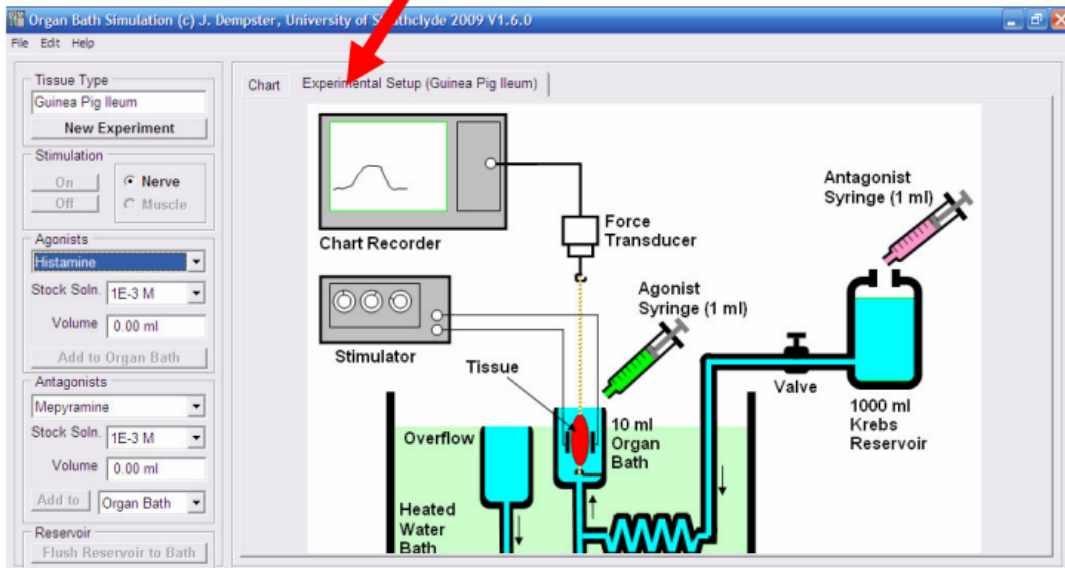 Organ Bath Simulation (c) J. Dempster, University of Strathclyde 2009 V1.6.0
File Edit Help
Tissue Type
Guinea Pig Ileum
New Experiment
Stimulation
On
Off
Nerve
Muscle
Agonists
Histamine
Stock Soln. 1E-3 M
Volume 0.00 ml
Add to Organ Bath
Antagonists
Mepyramine
Stock Soln. 1E-3 M
Volume 0.00 ml
Add to Organ Bath
Reservoir
Flush Reservoir to Bath
Chart Experimental Setup (Guinea Pig Ileum)
Chart Recorder
Force
Transducer
Antagonist
Syringe (1 ml)
Stimulator
Agonist
Syringe (1 ml)
Tissue
Valve
1000 ml
Krebs
Reservoir
Overflow
10 ml
Organ
Bath
Heated
Water
Bath